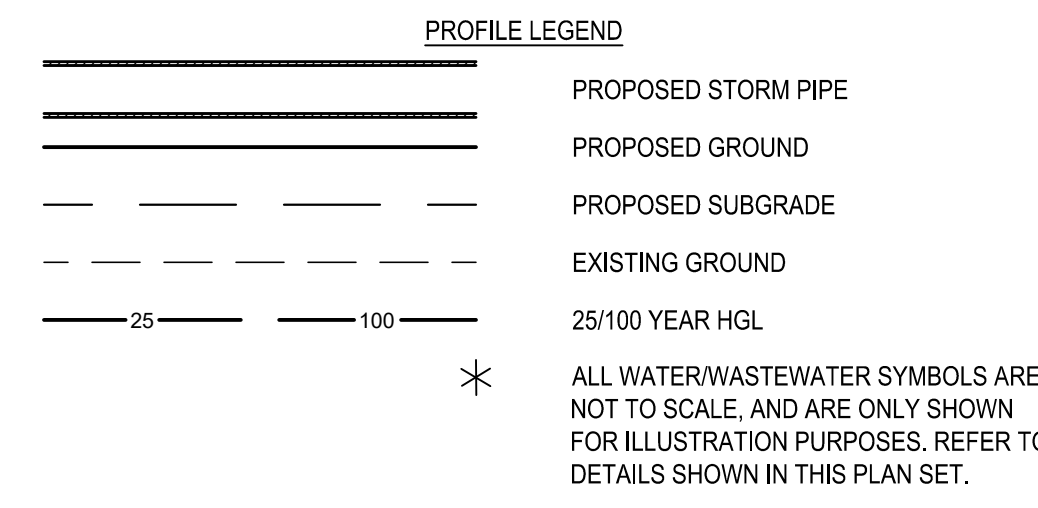 PROFILE LEGEND
PROPOSED STORM PIPE
PROPOSED GROUND
PROPOSED SUBGRADE
EXISTING GROUND
25 100 25/100 YEAR HGL
ALL WATER/WASTEWATER SYMBOLS ARE
NOT TO SCALE, AND ARE ONLY SHOWN
FOR ILLUSTRATION PURPOSES. REFER TO
DETAILS SHOWN IN THIS PLAN SET.